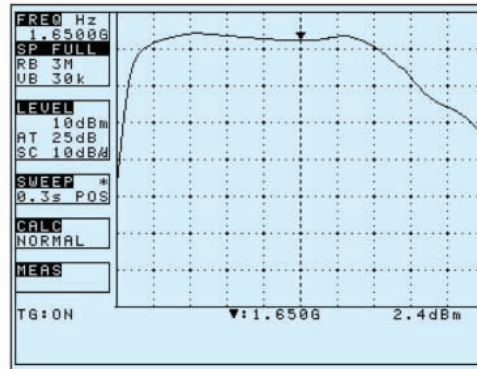 FREQ Hz
1.6500G
SP FULL
RB 3M
VB 30k
LEVEL
10dBm
AT 25dB
SC 10dB/d
SWEEP *
0.3s POS
CALC
NORMAL
MEAS
TG:ON ▼:1.650G 2.4dBm